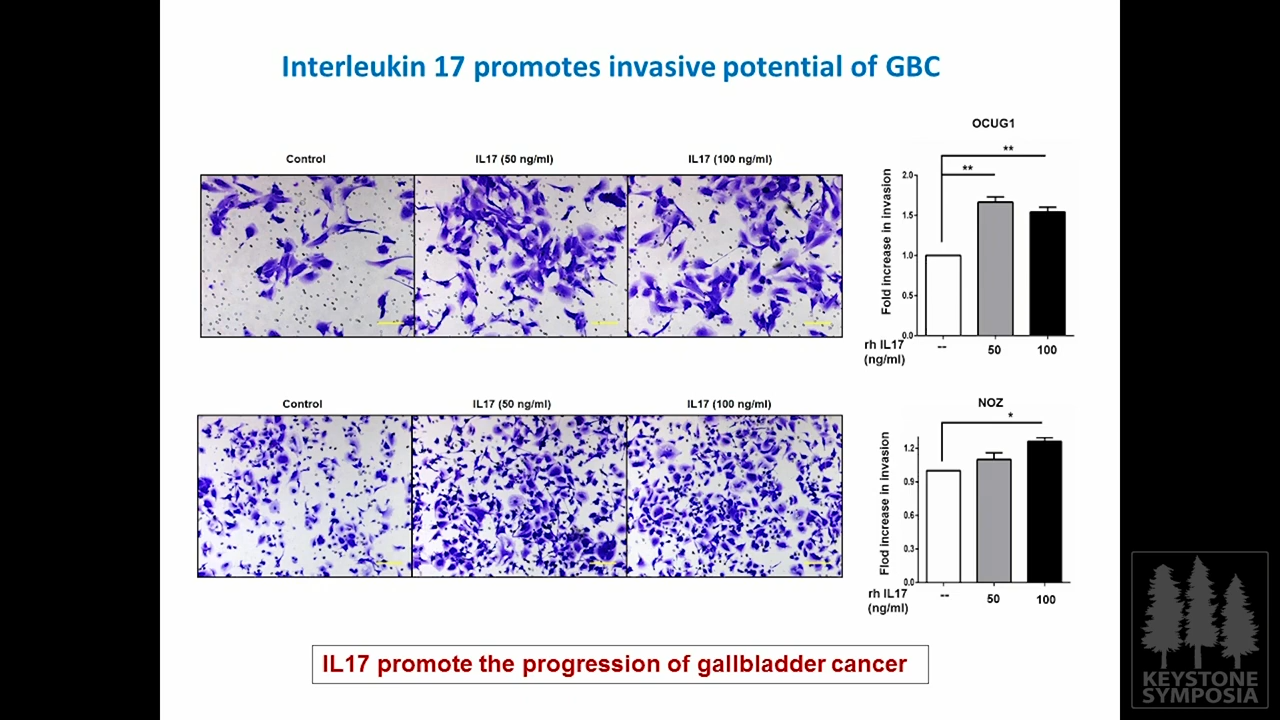 Interleukin 17 promotes invasive potential of GBC
Control
IL17 (50 ng/ml)
IL17 (100 ng/ml)
OCUG1
**
**
Fold increase in invasion
2.0
1.5
1.0
0.5
0.0
rh IL17
(ng/ml)
--
50
100
Control
IL17 (50 ng/ml)
IL17 (100 ng/ml)
NOZ
*
Flod increase in Invasion
1.2
0.9
0.6
0.3
0.0
rh IL17
(ng/ml)
--
50
100
IL17 promote the progression of gallbladder cancer
KEYSTONE
SYMPOSIA